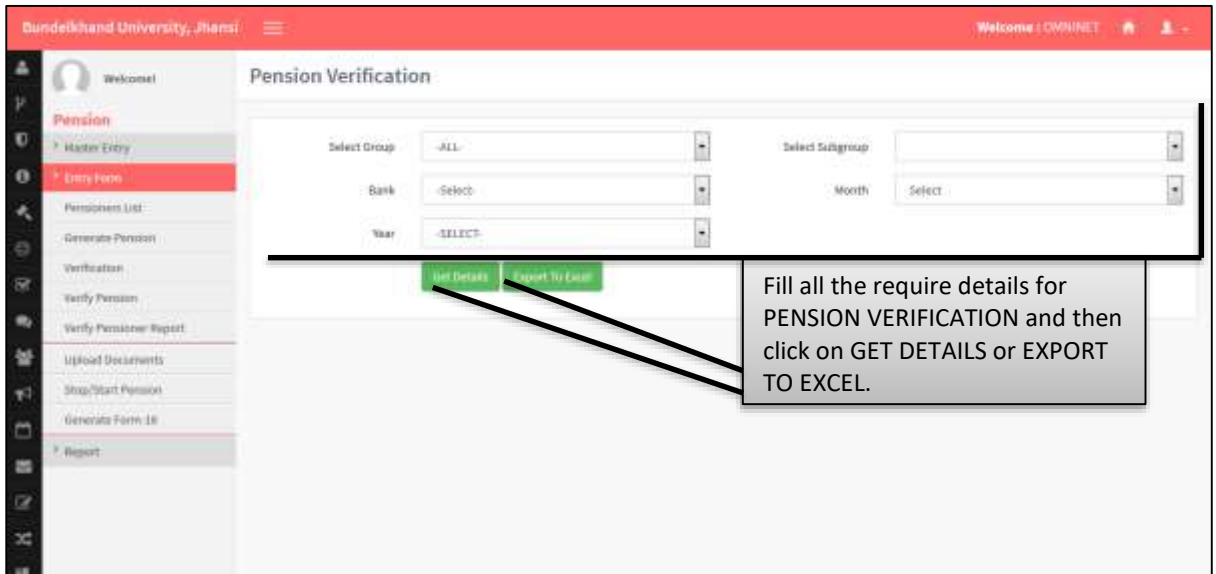 Bundelkhand University, Jhansi
Welcome : OMNINET
Welcome!
Pension Verification
Pension
Master Entry
Entry Form
Pensioners List
Generate Pension
Verification
Verify Pension
Verify Pensioner Report
Upload Documents
Stop/Start Pension
Generate Form 16
Report
Select Group -ALL- Select Subgroup
Bank -Select- Month Select
Year -SELECT-
Get Details Export To Excel
Fill all the require details for
PENSION VERIFICATION and then
click on GET DETAILS or EXPORT
TO EXCEL.